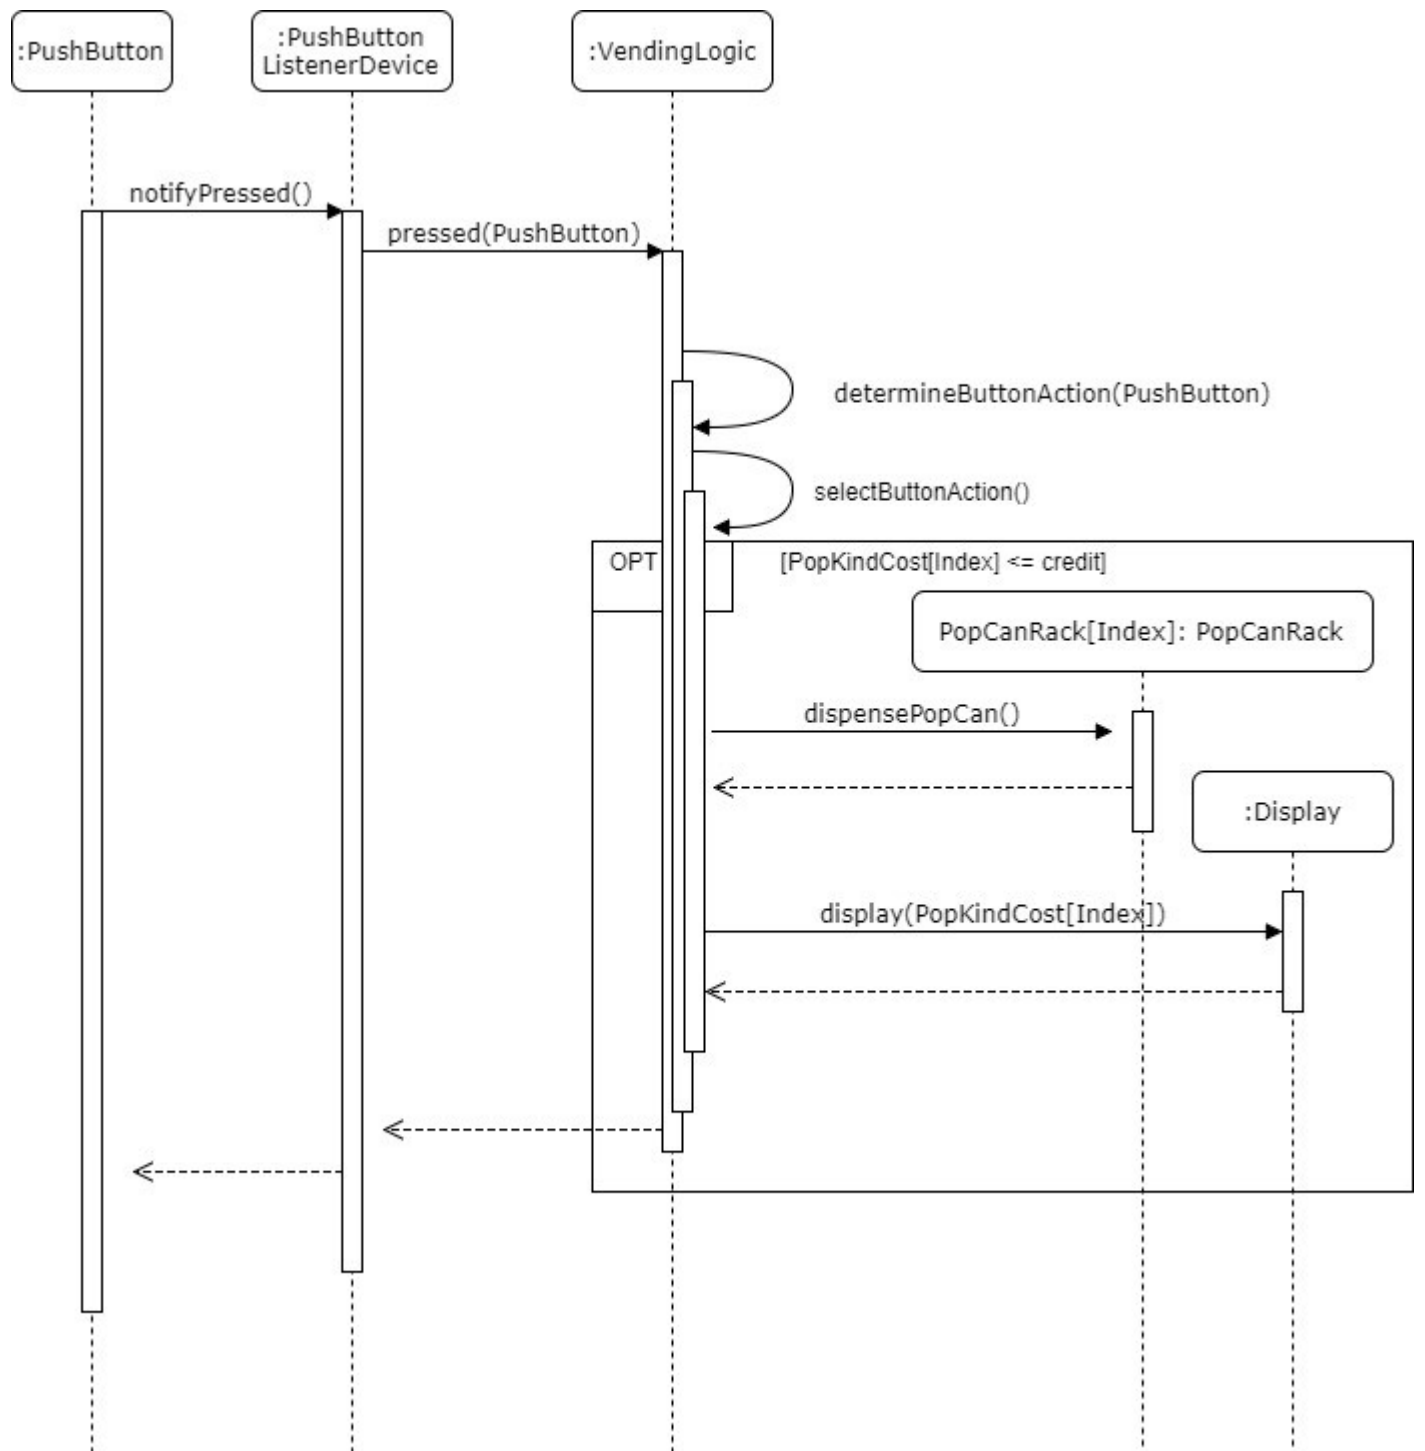 :PushButton
:PushButton
ListenerDevice
:VendingLogic
notifyPressed()
pressed(PushButton)
determineButtonAction(PushButton)
selectButtonAction()
OPT
[PopKindCost[Index] <= credit]
PopCanRack[Index]: PopCanRack
dispensePopCan()
:Display
display(PopKindCost[Index])